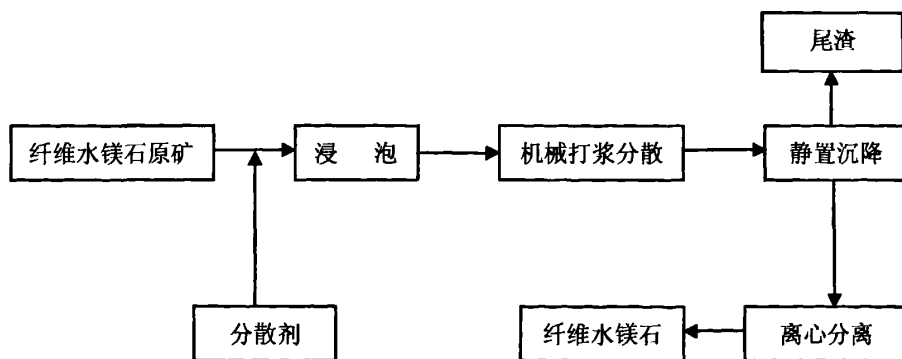 尾渣
纤维水镁石原矿
浸 泡
机械打浆分散
静置沉降
分散剂
纤维水镁石
离心分离